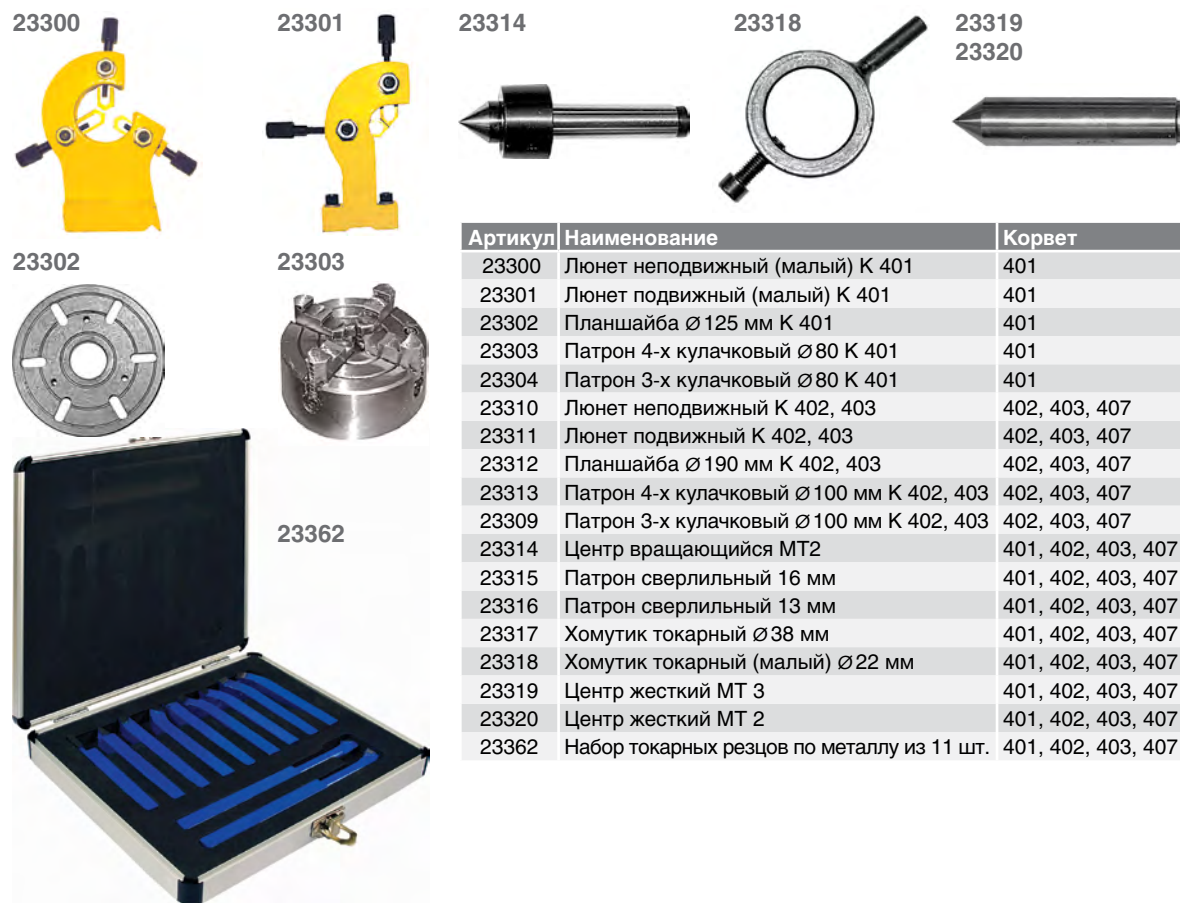 23300
23301
23314
23318
23319
23320
23302
23303
23362
Артикул Наименование Корвет
23300 Люнет неподвижный (малый) К 401 401
23301 Люнет подвижный (малый) К 401 401
23302 Планшайба Ø 125 мм К 401 401
23303 Патрон 4-х кулачковый Ø 80 К 401 401
23304 Патрон 3-х кулачковый Ø 80 К 401 401
23310 Люнет неподвижный К 402, 403 402, 403, 407
23311 Люнет подвижный К 402, 403 402, 403, 407
23312 Планшайба Ø 190 мм К 402, 403 402, 403, 407
23313 Патрон 4-х кулачковый Ø 100 мм К 402, 403 402, 403, 407
23309 Патрон 3-х кулачковый Ø 100 мм К 402, 403 402, 403, 407
23314 Центр вращающийся МТ2 401, 402, 403, 407
23315 Патрон сверлильный 16 мм 401, 402, 403, 407
23316 Патрон сверлильный 13 мм 401, 402, 403, 407
23317 Хомутик токарный Ø 38 мм 401, 402, 403, 407
23318 Хомутик токарный (малый) Ø 22 мм 401, 402, 403, 407
23319 Центр жесткий МТ 3 401, 402, 403, 407
23320 Центр жесткий МТ 2 401, 402, 403, 407
23362 Набор токарных резцов по металлу из 11 шт. 401, 402, 403, 407